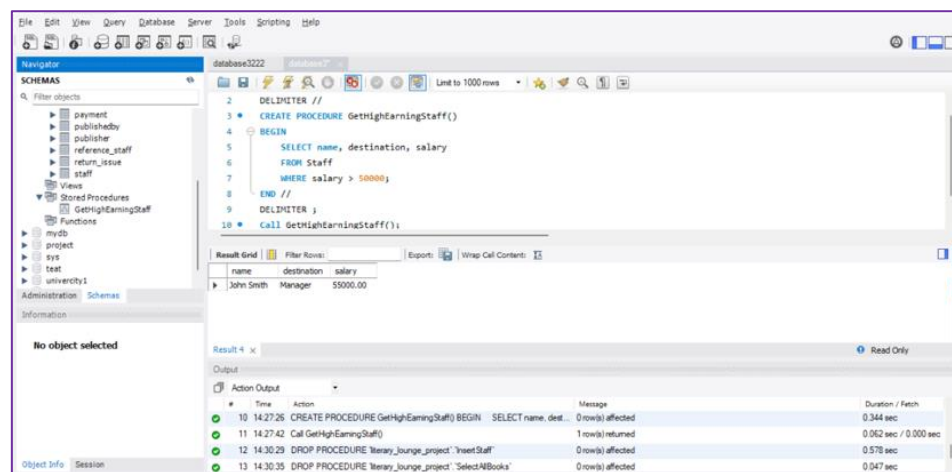 File Edit View Query Database Server Tools Scripting Help
Navigator
SCHEMAS
Filter objects
payment
publishedby
publisher
reference_staff
return_issue
staff
Views
Stored Procedures
GetHighEarningStaff
Functions
mydb
project
sys
teat
univercity1
Administration Schemas
Information
No object selected
Object Info Session
database3222
Limit to 1000 rows
2 DELIMITER //
3 CREATE PROCEDURE GetHighEarningStaff()
4 BEGIN
5 SELECT name, destination, salary
6 FROM Staff
7 WHERE salary > 50000;
8 END //
9 DELIMITER ;
10 Call GetHighEarningStaff();
Result Grid Filter Rows: Export: Wrap Cell Content:
name destination salary
John Smith Manager 55000.00
Result 4 Read Only
Output
Action Output
# Time Action Message Duration / Fetch
10 14:27:26 CREATE PROCEDURE GetHighEarningStaff() BEGIN SELECT name, dest... 0 row(s) affected 0.344 sec
11 14:27:42 Call GetHighEarningStaff() 1 row(s) returned 0.062 sec / 0.000 sec
12 14:30:29 DROP PROCEDURE `literary_lounge_project`.`InsertStaff` 0 row(s) affected 0.578 sec
13 14:30:35 DROP PROCEDURE `literary_lounge_project`.`SelectAllBooks` 0 row(s) affected 0.047 sec